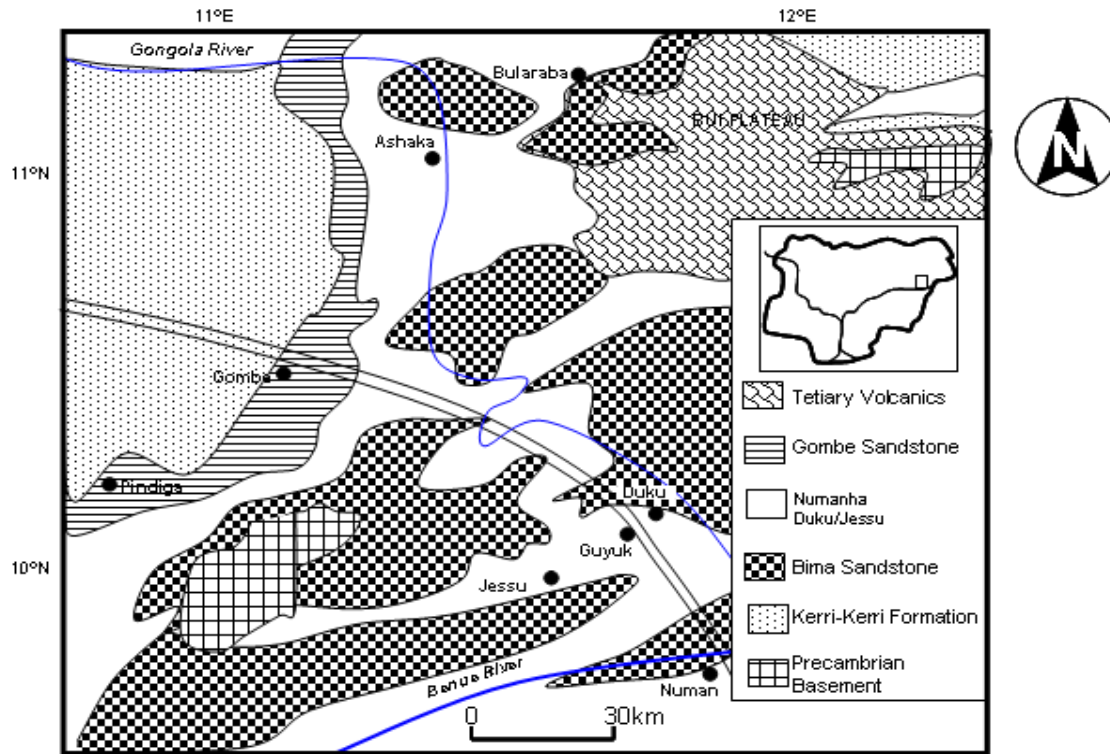 11°E
12°E
Gongola River
Bularaba
BUI PLATEAU
Ashaka
N
11°N
Gombe
Pindiga
Duku
Guyuk
10°N
Jessu
Benue River
Numan
0
30km
Tetiary Volcanics
Gombe Sandstone
Numanha
Duku/Jessu
Bima Sandstone
Kerri-Kerri Formation
Precambrian
Basement